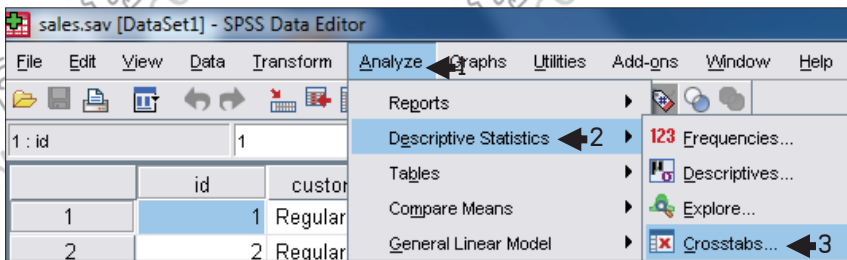 sales.sav [DataSet1] - SPSS Data Editor
File Edit View Data Transform Analyze 1 Graphs Utilities Add-ons Window Help
Reports
1 : id 1
Descriptive Statistics 2
123 Frequencies...
id custom
Tables
Descriptives...
1 1 Regular
Compare Means
Explore...
2 2 Regular
General Linear Model
Crosstabs... 3